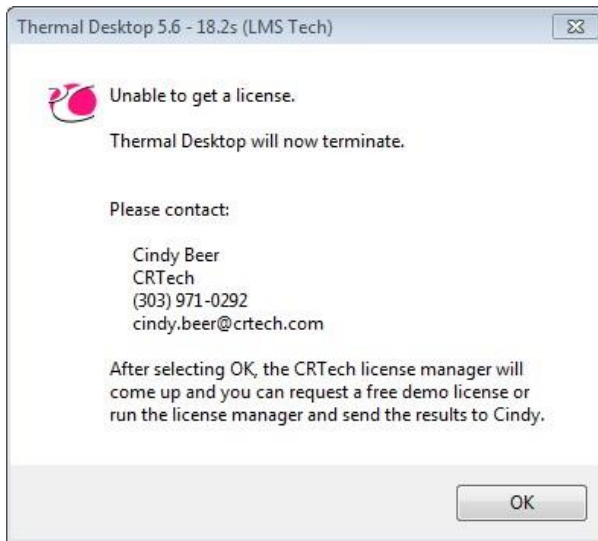 Thermal Desktop 5.6 - 18.2s (LMS Tech)
Unable to get a license.
Thermal Desktop will now terminate.
Please contact:
Cindy Beer
CRTech
(303) 971-0292
cindy.beer@crtech.com
After selecting OK, the CRTech license manager will
come up and you can request a free demo license or
run the license manager and send the results to Cindy.
OK